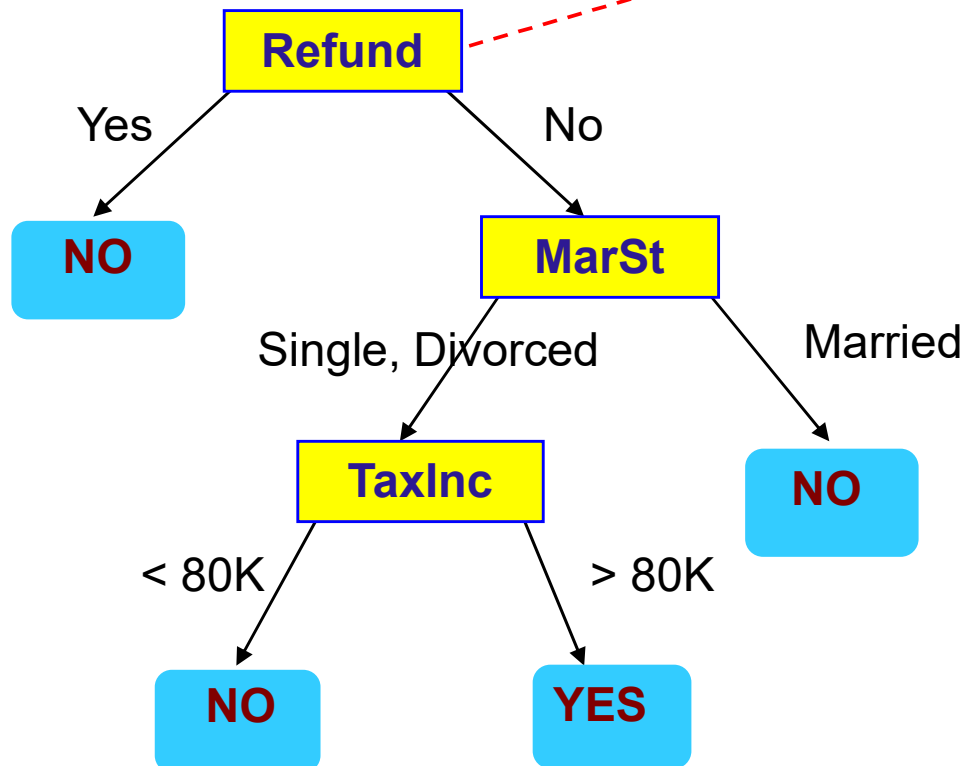 Refund
Yes
No
NO
MarSt
Single, Divorced
Married
TaxInc
NO
< 80K
> 80K
NO
YES